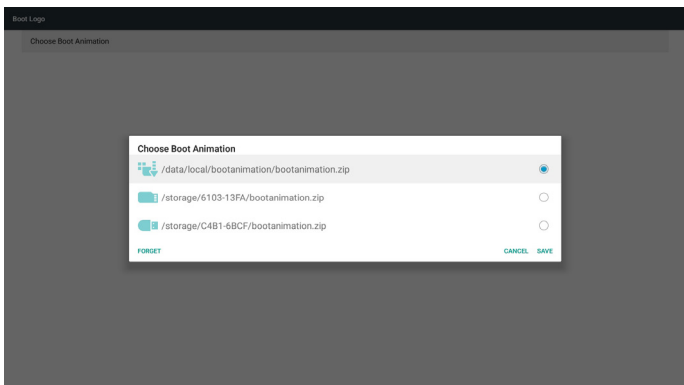 Boot Logo
Choose Boot Animation
Choose Boot Animation
/data/local/bootanimation/bootanimation.zip
/storage/6103-13FA/bootanimation.zip
/storage/C4B1-6BCF/bootanimation.zip
FORGET CANCEL SAVE